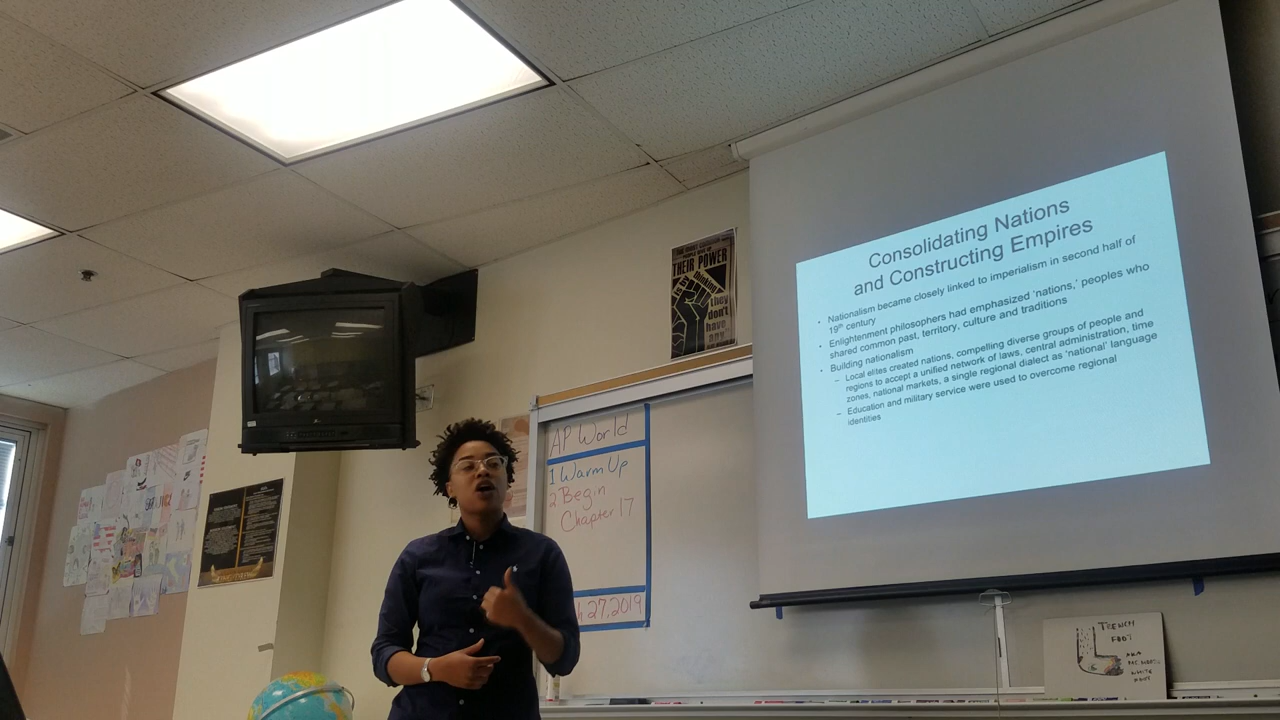 THEIR POWER
they
don't
have
ANY
AP World
1 Warm Up
2 Begin
Chapter 17
27, 2019
Consolidating Nations
and Constructing Empires
• Nationalism became closely linked to imperialism in second half of
19th century
• Enlightenment philosophers had emphasized ‘nations,’ peoples who
shared common past, territory, culture and traditions
• Building nationalism
– Local elites created nations, compelling diverse groups of people and
regions to accept a unified network of laws, central administration, time
zones, national markets, a single regional dialect as ‘national’ language
– Education and military service were used to overcome regional
identities
TRENCH
FOOT
AKA
WHITE
FOOT